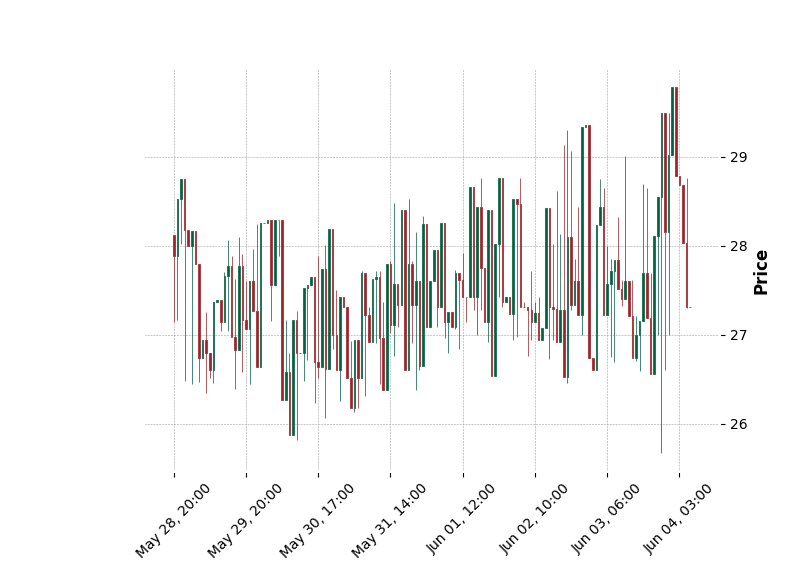 29
28
27
26
Price
May 28, 20:00
May 29, 20:00
May 30, 17:00
May 31, 14:00
Jun 01, 12:00
Jun 02, 10:00
Jun 03, 06:00
Jun 04, 03:00